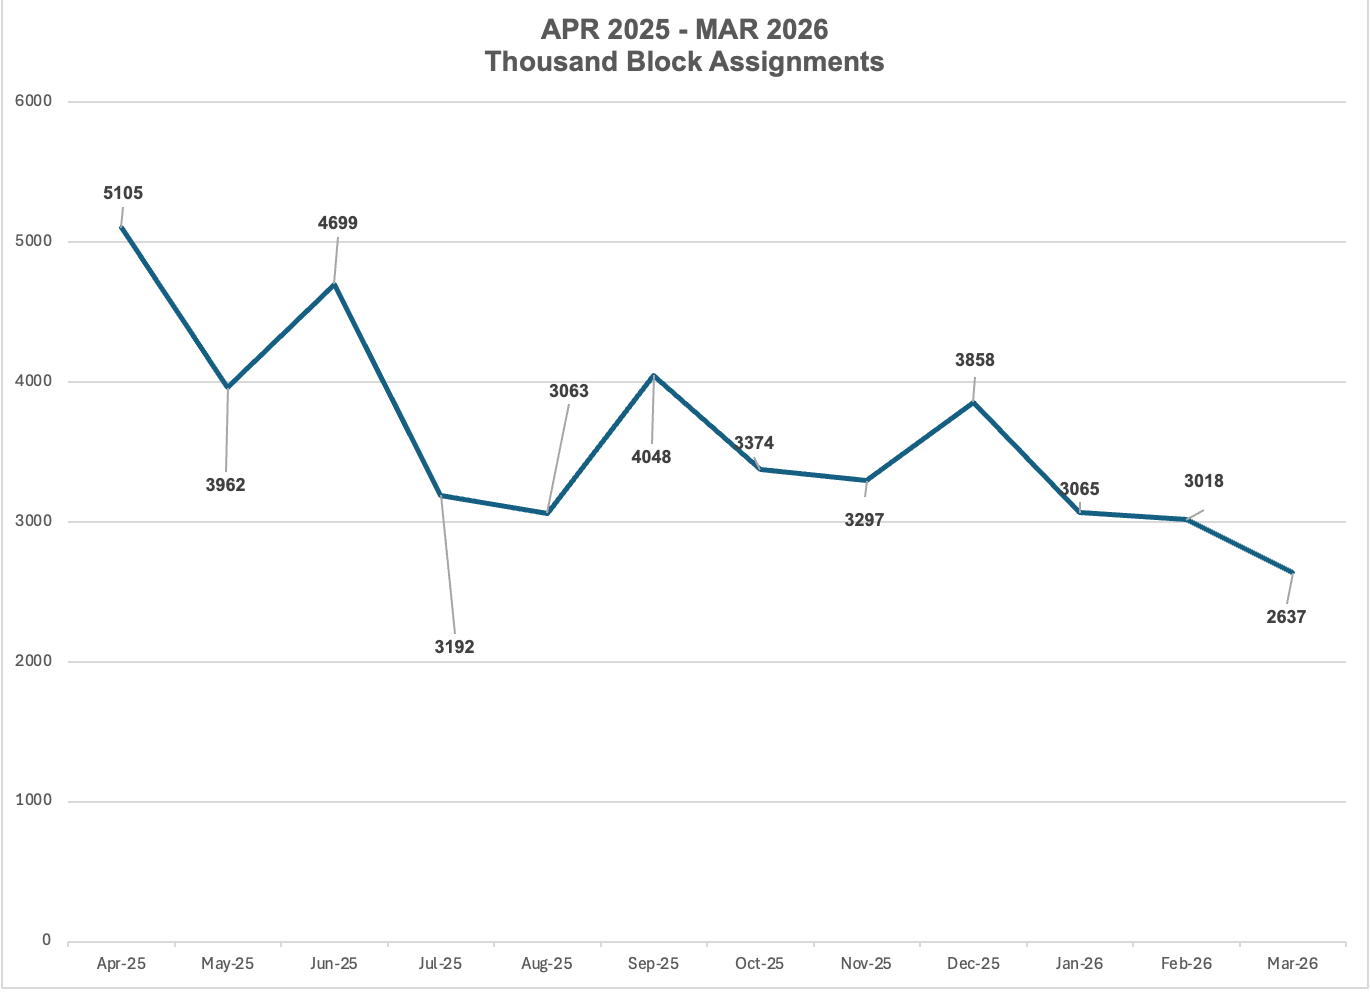 APR 2025 - MAR 2026
Thousand Block Assignments
6000
5000
4000
3000
2000
1000
0
5105
3962
4699
3192
3063
4048
3374
3297
3858
3065
3018
2637
Apr-25
May-25
Jun-25
Jul-25
Aug-25
Sep-25
Oct-25
Nov-25
Dec-25
Jan-26
Feb-26
Mar-26